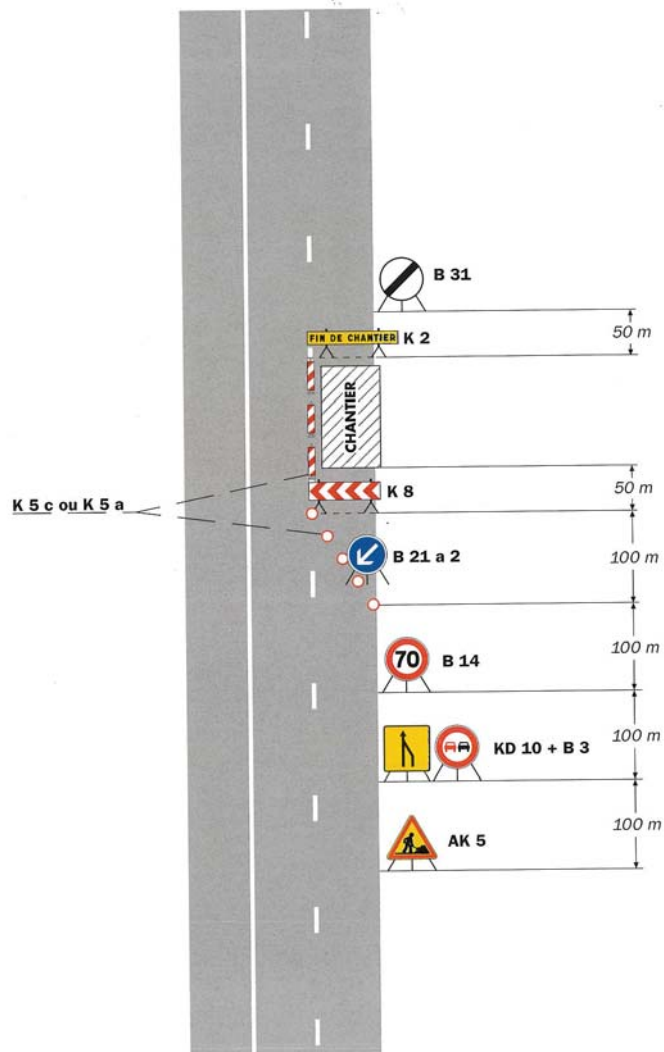 B 31
50 m
FIN DE CHANTIER
K 2
CHANTIER
50 m
K 8
K 5 c ou K 5 a
B 21 a 2
100 m
100 m
70
B 14
100 m
KD 10 + B 3
100 m
AK 5